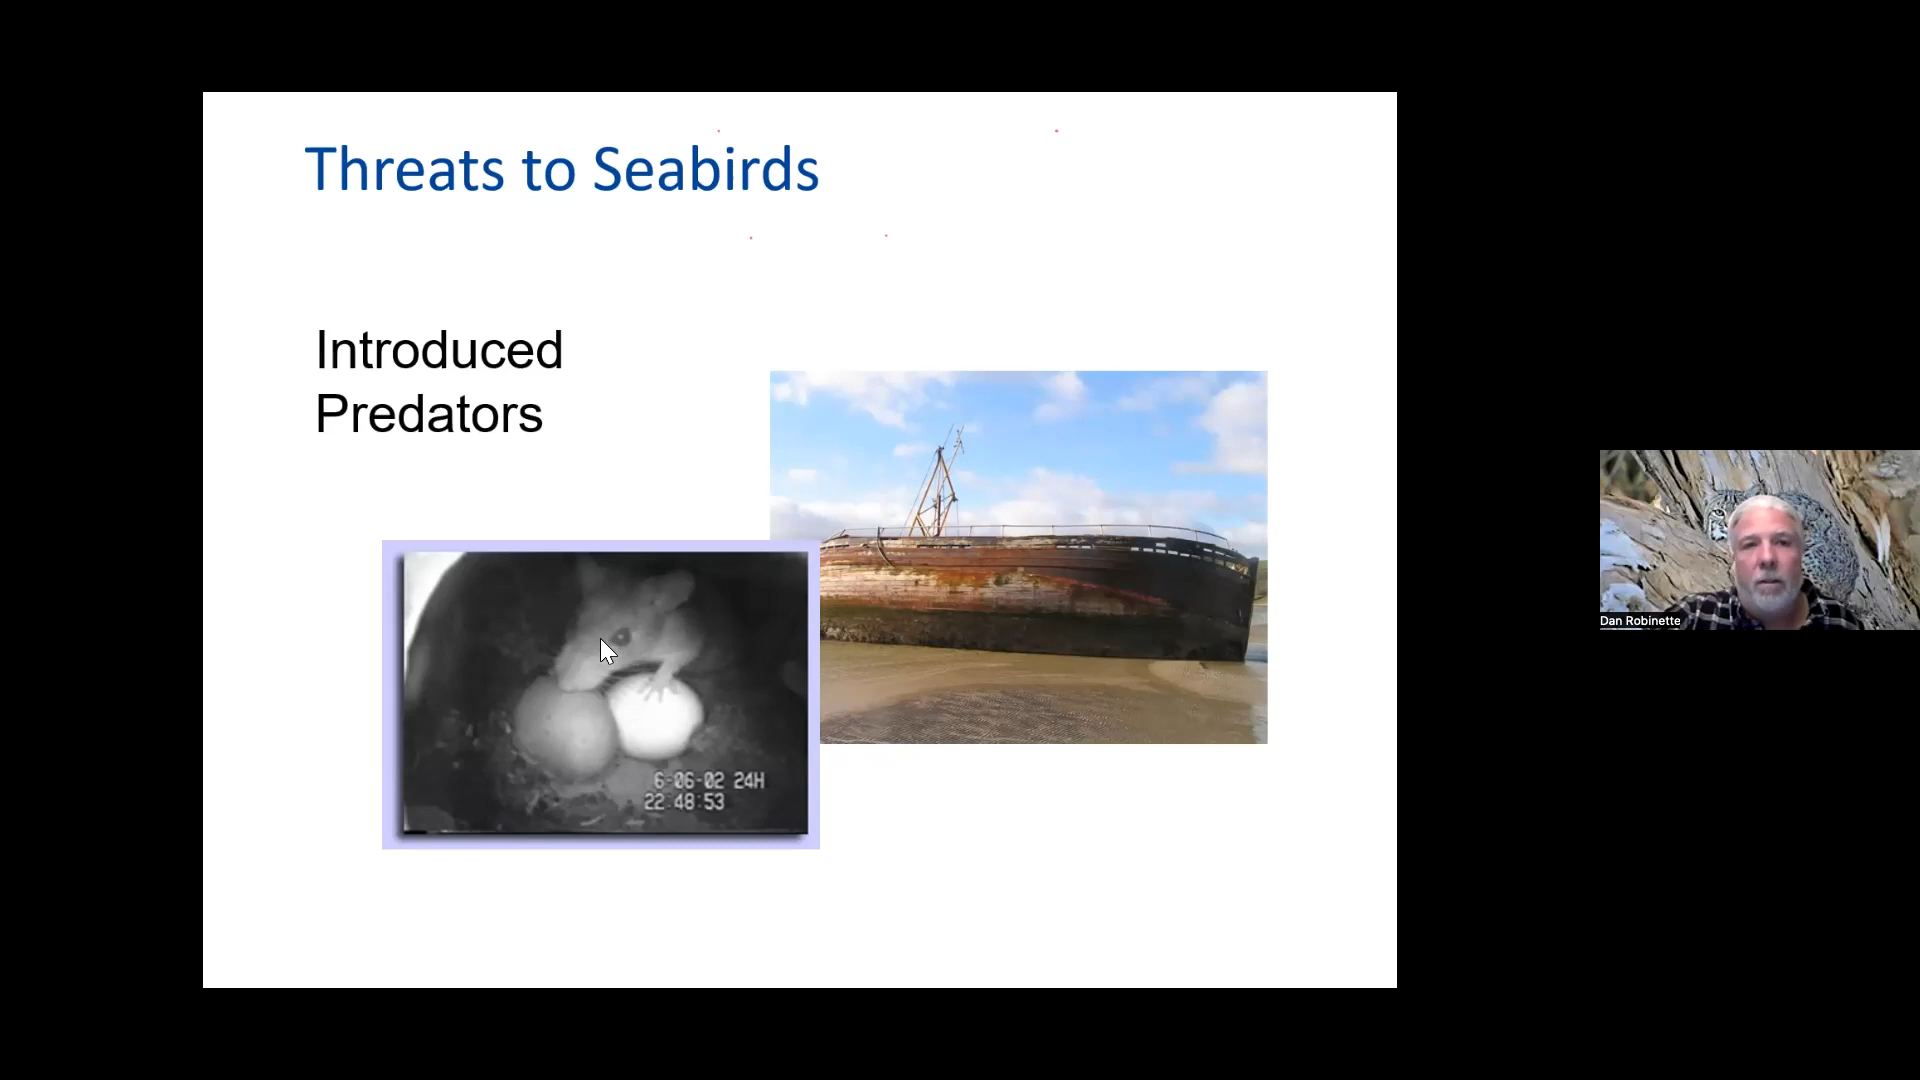 Threats to Seabirds
Introduced
Predators
6-06-02 24H
22:48:53
Dan Robinette